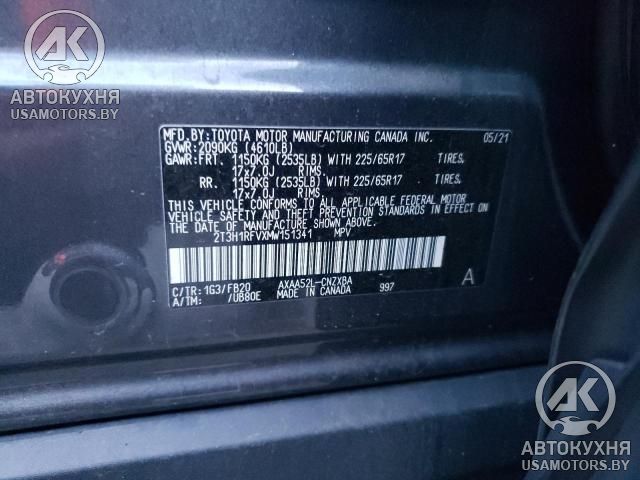 АК
АВТОКУХНЯ
USAMOTORS.BY
MFD.BY:TOYOTA MOTOR MANUFACTURING CANADA INC. 05/21
GVWR:2090KG (4610LB)
GAWR:FRT. 1150KG (2535LB) WITH 225/65R17 TIRES,
17x7.0J RIMS.
RR. 1150KG (2535LB) WITH 225/65R17 TIRES,
17x7.0J RIMS.
THIS VEHICLE CONFORMS TO ALL APPLICABLE FEDERAL MOTOR
VEHICLE SAFETY AND THEFT PREVENTION STANDARDS IN EFFECT ON
THE DATE OF MANUFACTURE SHOWN ABOVE.
2T3H1RFVXMW151341 MPV
C/TR:1G3/FB20 AXAA52L-CNZXBA A
A/TM: /UB80E MADE IN CANADA 997
АК
АВТОКУХНЯ
USAMOTORS.BY